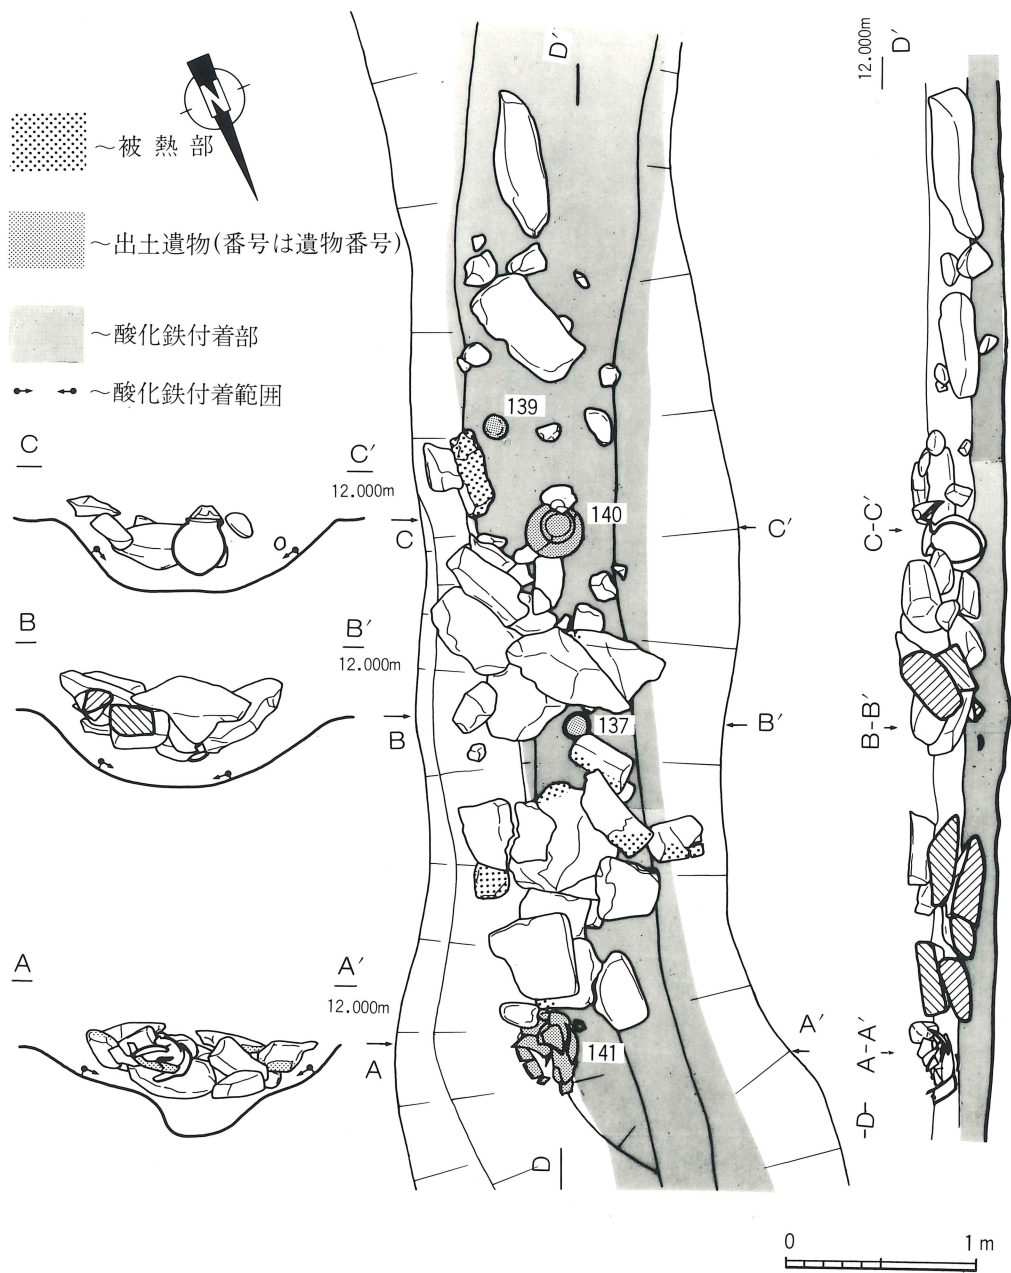 N
～被熱部
～出土遺物(番号は遺物番号)
～酸化鉄付着部
～酸化鉄付着範囲
D′
12.000m
D′
139
140
137
141
C
C′
12.000m
C
C′
C-C′
B
B′
12.000m
B
B′
B-B′
A
A′
12.000m
A
A′
A-A′
D
D
0
1m